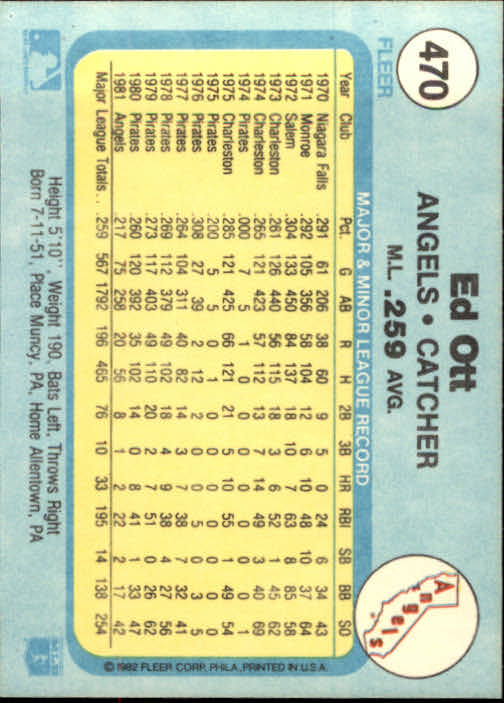 470
FLEER
Ed Ott
ANGELS • CATCHER
M.L. .259 AVG.
Angels
MAJOR & MINOR LEAGUE RECORD
Year Club Pct. G AB R H 2B 3B HR RBI SB BB SO
1970 Niagara Falls .291 61 206 38 60 9 5 0 24 6 34 43
1971 Monroe .292 105 356 58 104 12 6 10 48 10 37 64
1972 Salem .304 133 450 84 137 18 10 7 63 8 85 58
1973 Charleston .261 126 440 56 115 18 3 6 52 4 45 62
1974 Charleston .265 121 423 57 112 13 7 14 49 3 40 69
1974 Pirates .000 7 5 1 0 0 0 0 0 0 0 1
1975 Charleston .285 121 425 66 121 21 5 10 55 1 49 54
1975 Pirates .200 5 5 0 1 0 0 0 0 0 0 0
1976 Pirates .308 27 39 2 12 2 0 0 5 0 3 5
1977 Pirates .264 104 311 40 82 14 3 7 38 7 32 41
1978 Pirates .269 112 379 49 102 18 4 9 38 4 27 56
1979 Pirates .273 117 403 49 110 20 2 7 51 0 26 62
1980 Pirates .260 120 392 35 102 14 0 8 41 1 33 47
1981 Angels .217 75 258 20 56 8 1 2 22 2 17 42
Major League Totals... .259 567 1792 196 465 76 10 33 195 14 138 254
© 1982 FLEER CORP. PHILA., PRINTED IN U.S.A.
Height 5'10", Weight 190, Bats Left, Throws Right
Born 7-11-51, Place Muncy, PA, Home Allentown, PA